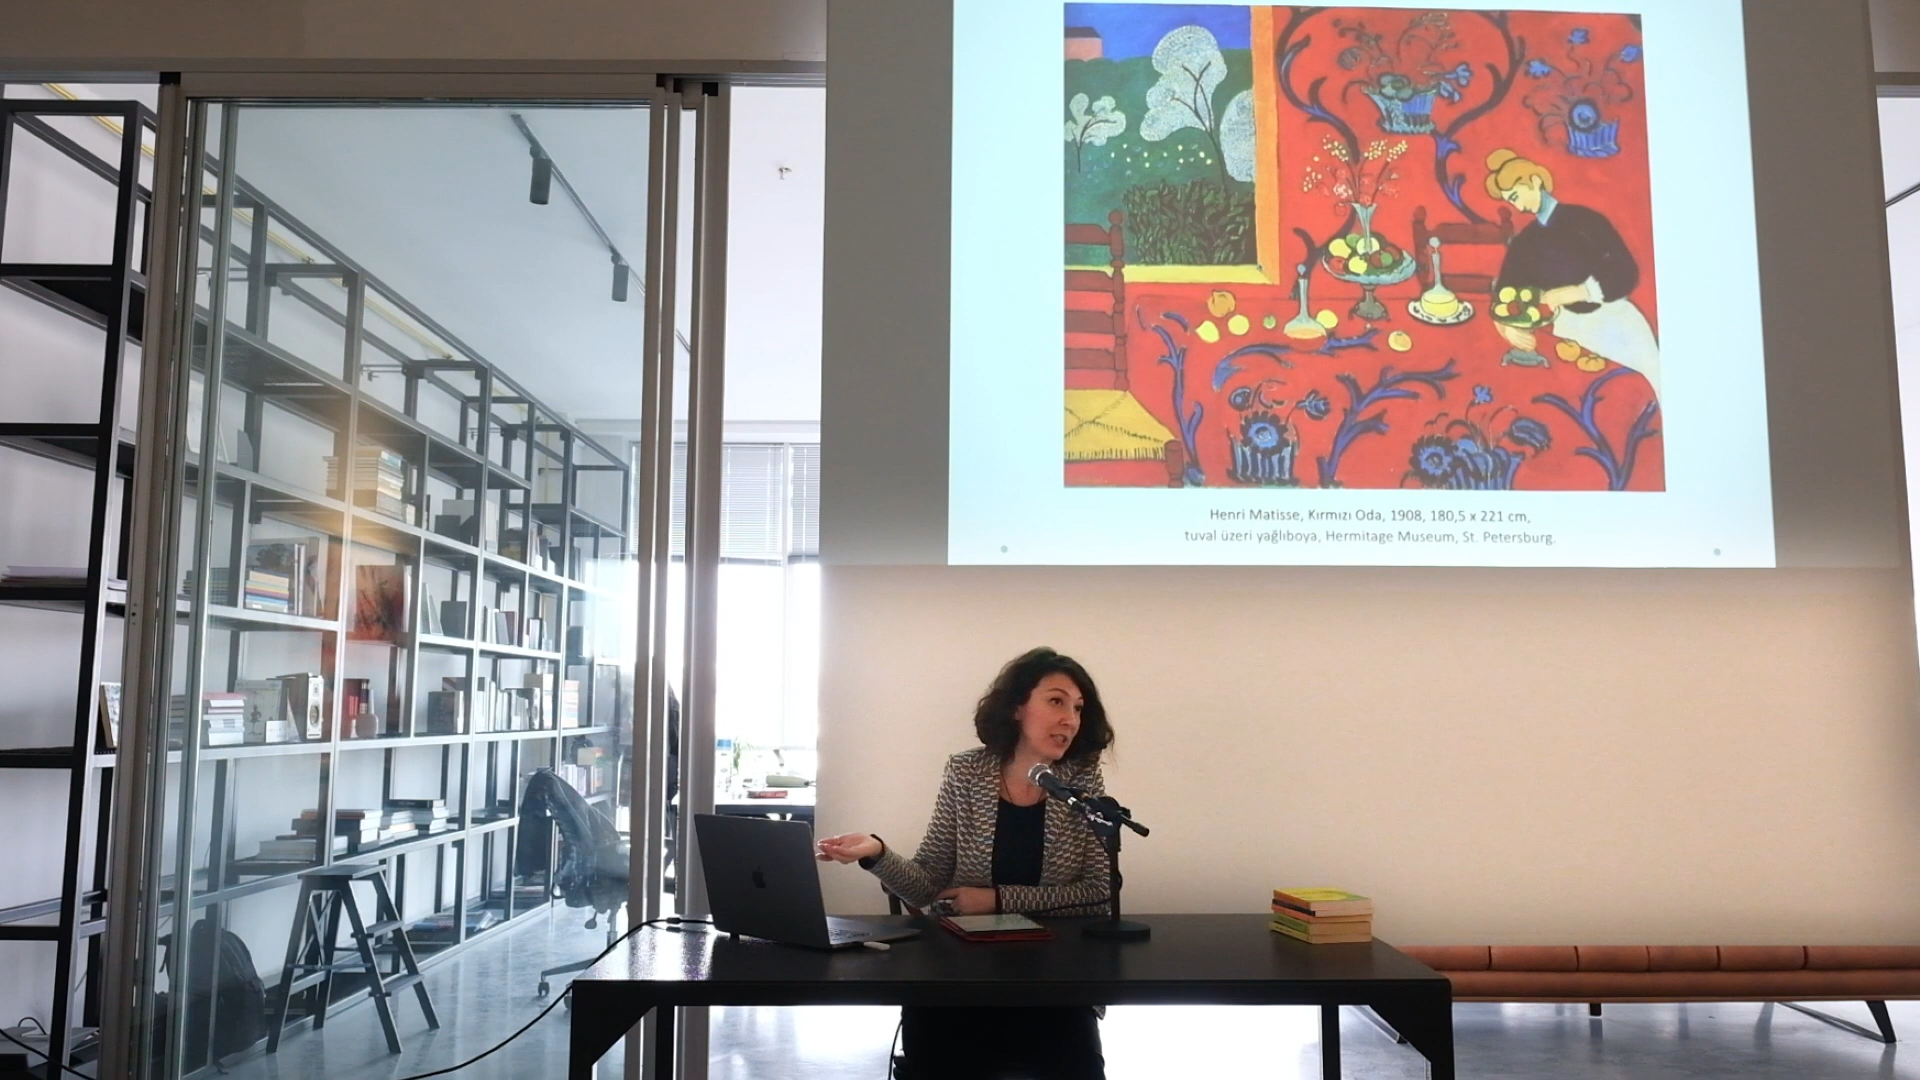 Henri Matisse, Kırmızı Oda, 1908, 180,5 x 221 cm,
tuval üzeri yağlıboya, Hermitage Museum, St. Petersburg.